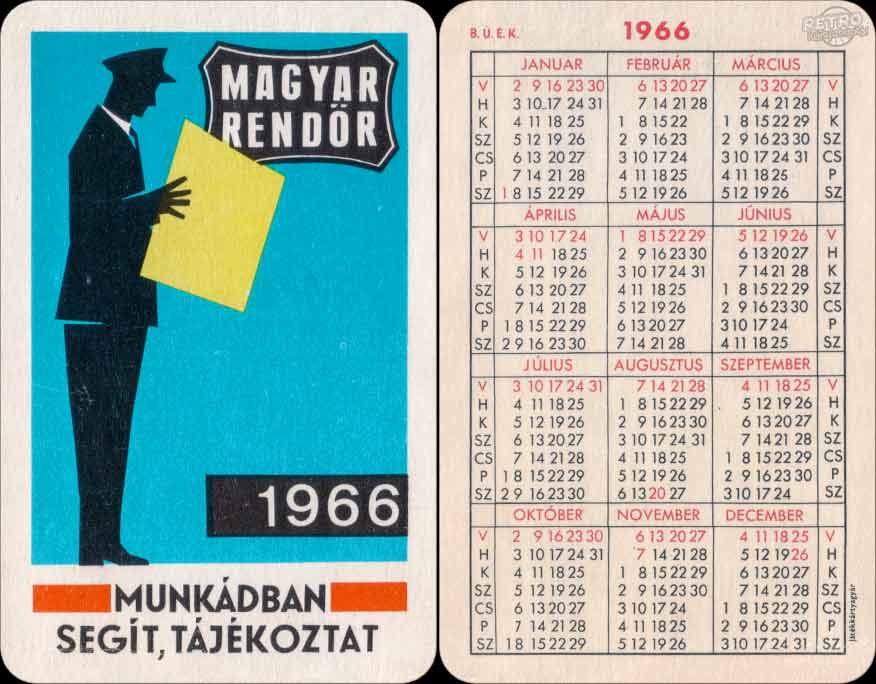 MAGYAR
RENDŐR
1966
MUNKÁDBAN
SEGÍT, TÁJÉKOZTAT
B. Ú. É. K. 1966
RETRO
JANUAR FEBRUÁR MÁRCIUS
V 2 9 16 23 30 6 13 20 27 6 13 20 27 V
H 3 10.17 24 31 7 14 21 28 7 14 21 28 H
K 4 11 18 25 1 8 15 22 1 8 15 22 29 K
SZ 5 12 19 26 2 9 16 23 2 9 16 23 30 SZ
CS 6 13 20 27 3 10 17 24 3 10 17 24 31 CS
P 7 14 21 28 4 11 18 25 4 11 18 25 P
SZ 1 8 15 22 29 5 12 19 26 5 12 19 26 SZ
ÁPRILIS MÁJUS JÚNIUS
V 3 10 17 24 1 8 15 22 29 5 12 19 26 V
H 4 11 18 25 2 9 16 23 30 6 13 20 27 H
K 5 12 19 26 3 10 17 24 31 7 14 21 28 K
SZ 6 13 20 27 4 11 18 25 1 8 15 22 29 SZ
CS 7 14 21 28 5 12 19 26 2 9 16 23 30 CS
P 1 8 15 22 29 6 13 20 27 3 10 17 24 P
SZ 2 9 16 23 30 7 14 21 28 4 11 18 25 SZ
JÚLIUS AUGUSZTUS SZEPTEMBER
V 3 10 17 24 31 7 14 21 28 4 11 18 25 V
H 4 11 18 25 1 8 15 22 29 5 12 19 26 H
K 5 12 19 26 2 9 16 23 30 6 13 20 27 K
SZ 6 13 20 27 3 10 17 24 31 7 14 21 28 SZ
CS 7 14 21 28 4 11 18 25 1 8 15 22 29 CS
P 1 8 15 22 29 5 12 19 26 2 9 16 23 30 P
SZ 2 9 16 23 30 6 13 20 27 3 10 17 24 SZ
OKTÓBER NOVEMBER DECEMBER
V 2 9 16 23 30 6 13 20 27 4 11 18 25 V
H 3 10 17 24 31 7 14 21 28 5 12 19 26 H
K 4 11 18 25 1 8 15 22 29 6 13 20 27 K
SZ 5 12 19 26 2 9 16 23 30 7 14 21 28 SZ
CS 6 13 20 27 3 10 17 24 1 8 15 22 29 CS
P 7 14 21 28 4 11 18 25 2 9 16 23 30 P
SZ 1 8 15 22 29 5 12 19 26 3 10 17 24 31 SZ
Játékkártyagyár